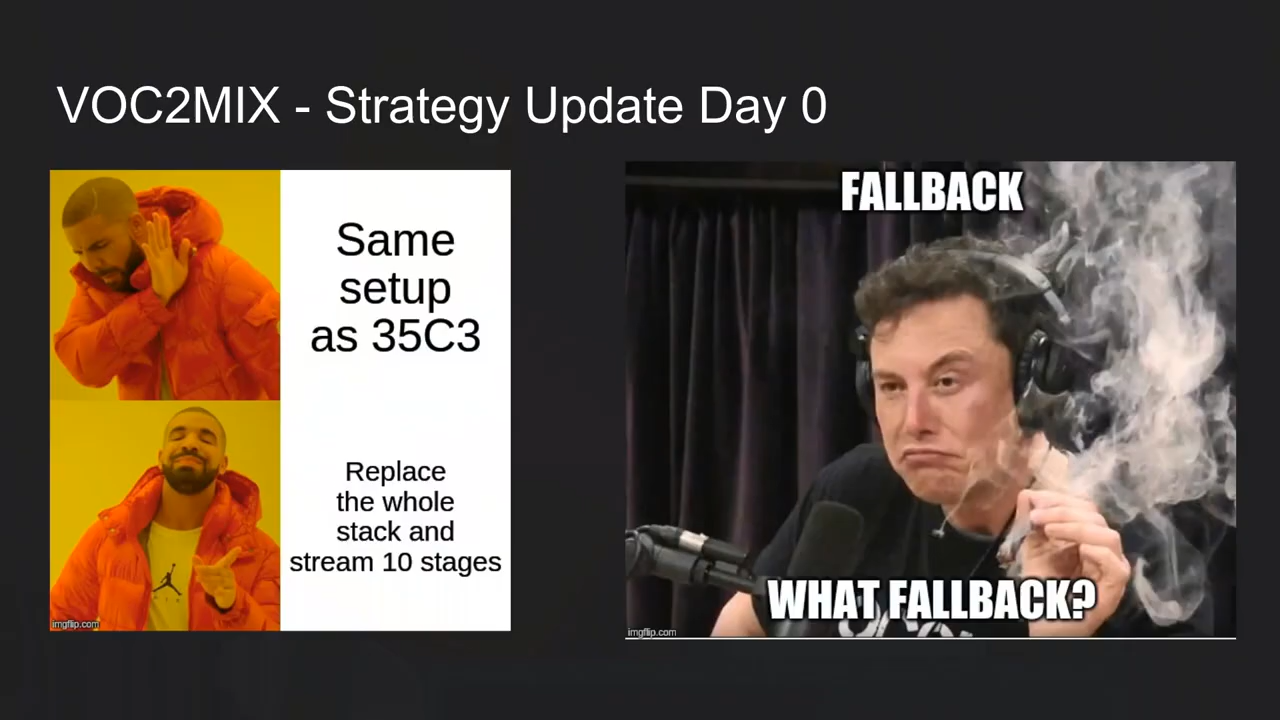 VOC2MIX - Strategy Update Day 0
Same
setup
as 35C3
Replace
the whole
stack and
stream 10 stages
imgflip.com
FALLBACK
WHAT FALLBACK?
imgflip.com